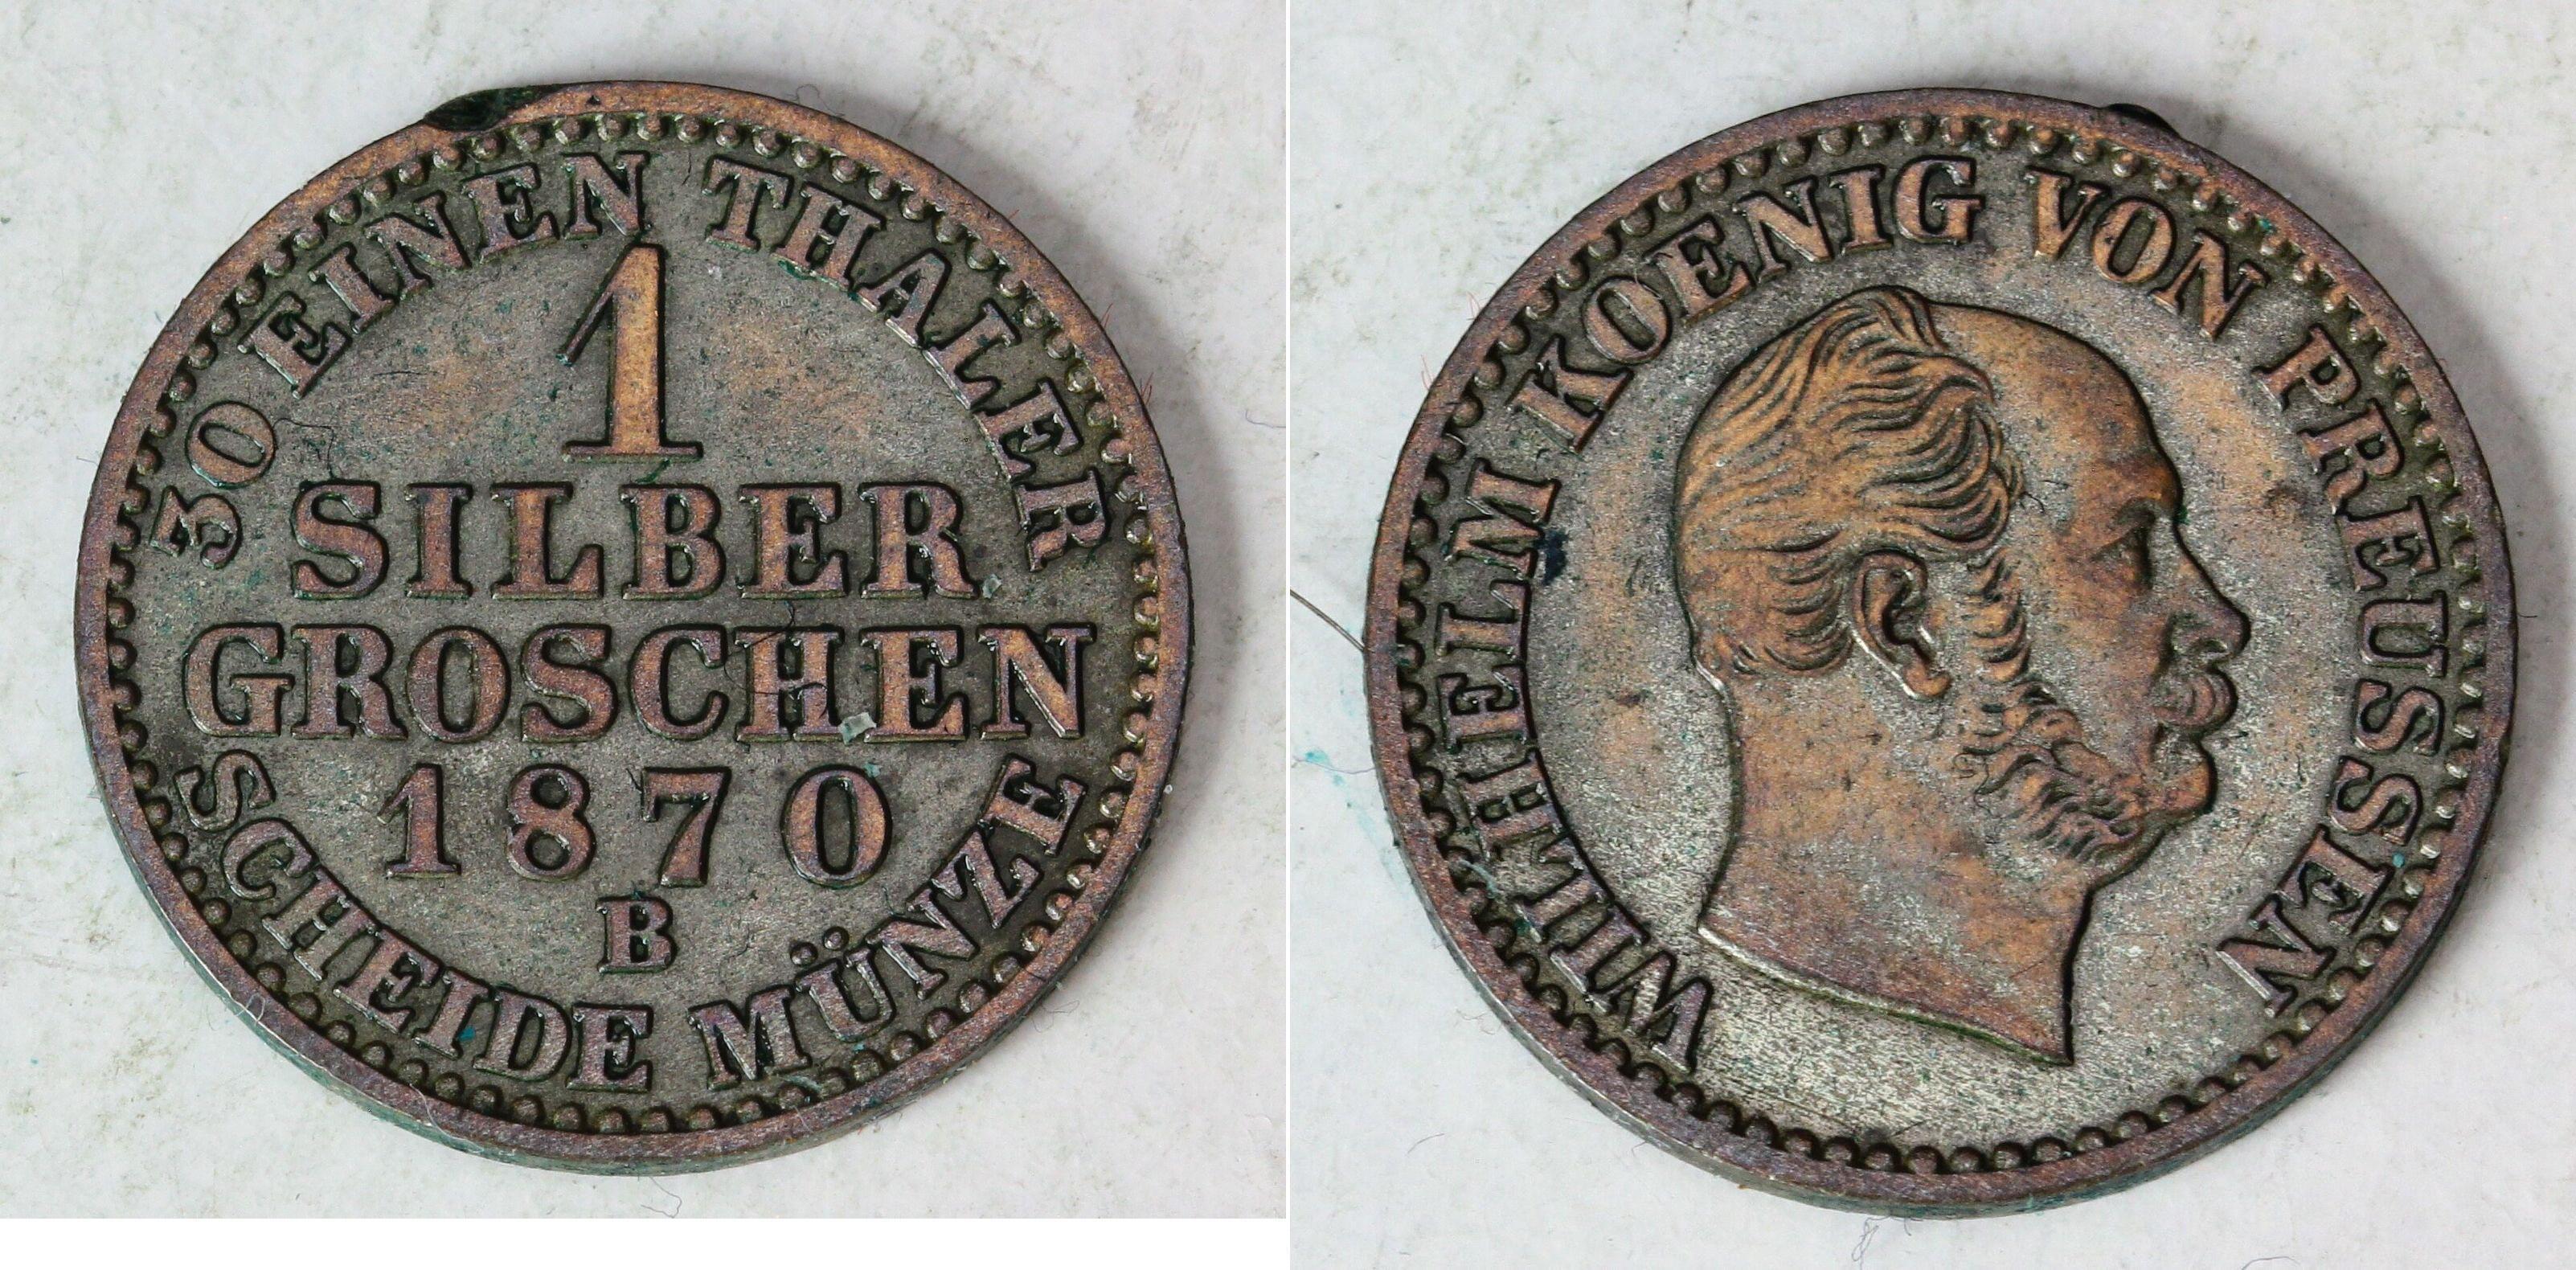 30 EINEN THALER
1
SILBER
GROSCHEN
1870
B
SCHEIDE MÜNZE
WILHELM KOENIG VON PREUSSEN